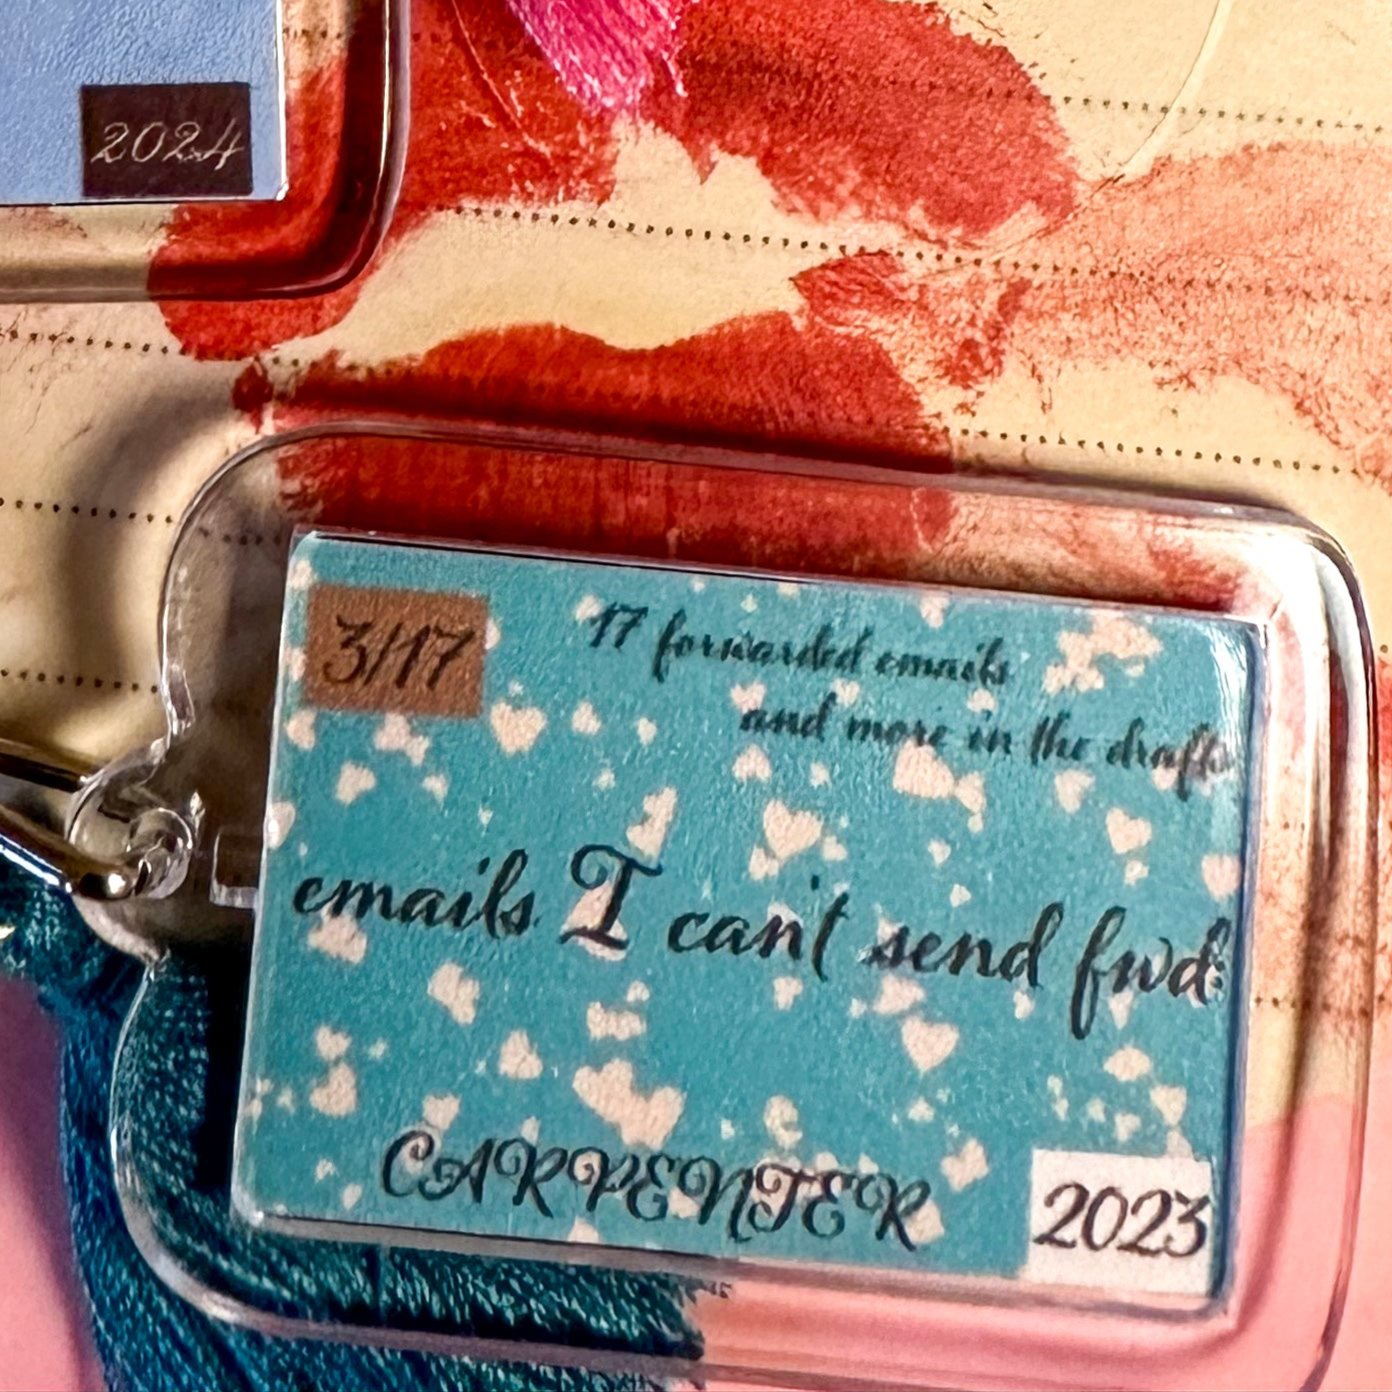 2024
3/17
17 forwarded emails
and more in the drafts
emails I can't send fwd:
CARPENTER
2023